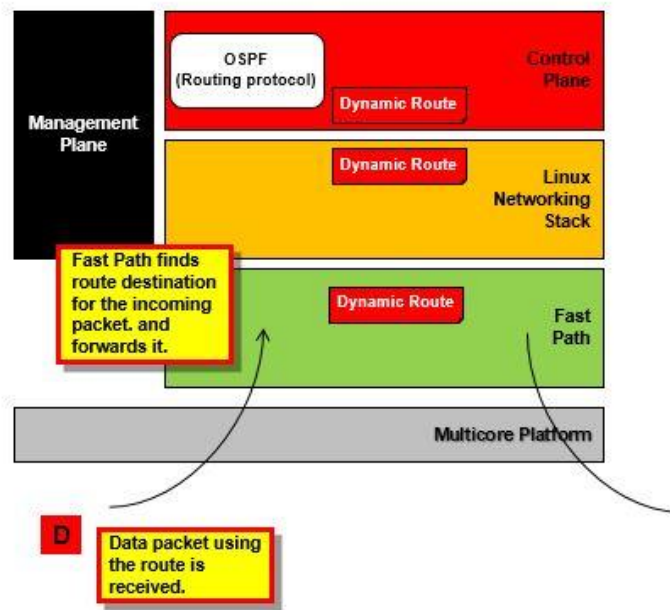 OSPF
(Routing protocol)
Control
Plane
Dynamic Route
Management
Plane
Dynamic Route
Linux
Networking
Stack
Fast Path finds
route destination
for the incoming
packet. and
forwards it.
Dynamic Route
Fast
Path
Multicore Platform
D
Data packet using
the route is
received.